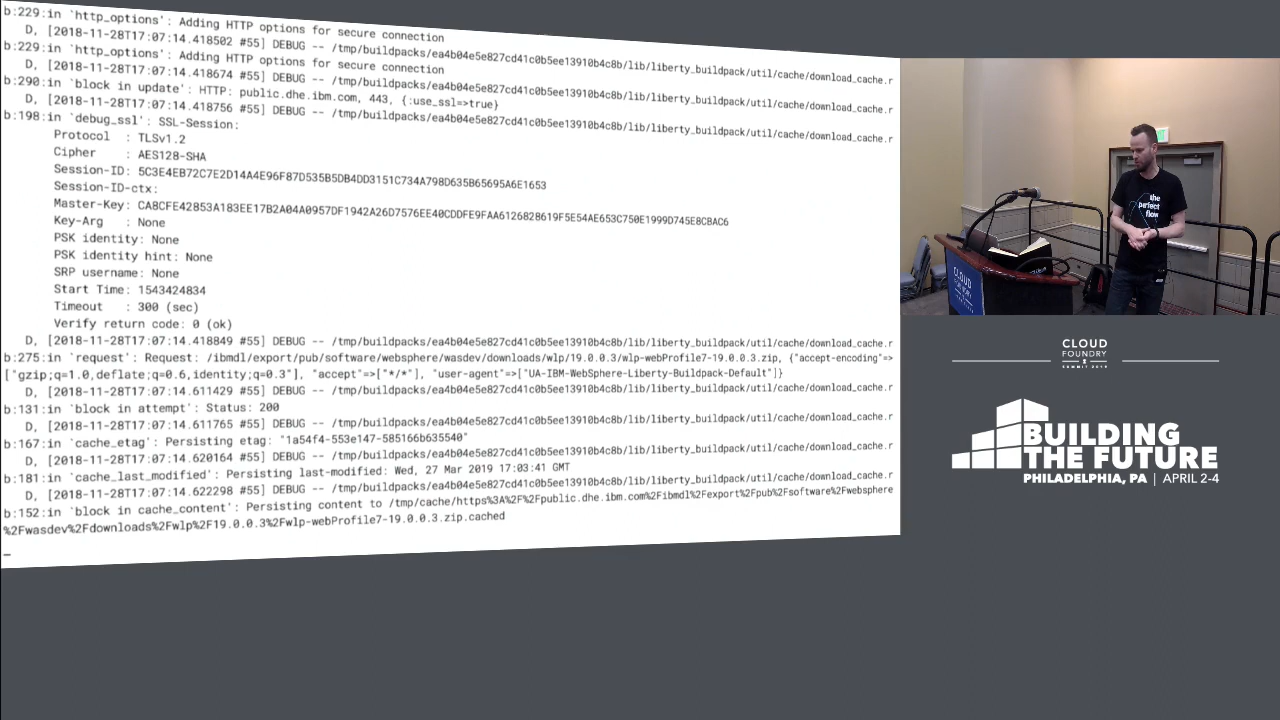 b:229:in `http_options': Adding HTTP options for secure connection
D, [2018-11-28T17:07:14.418502 #55] DEBUG -- /tmp/buildpacks/ea4b04e5e827cd41c0b5ee13910b4c8b/lib/liberty_buildpack/util/cache/download_cache.r
b:229:in `http_options': Adding HTTP options for secure connection
D, [2018-11-28T17:07:14.418674 #55] DEBUG -- /tmp/buildpacks/ea4b04e5e827cd41c0b5ee13910b4c8b/lib/liberty_buildpack/util/cache/download_cache.r
b:290:in `block in update': HTTP: public.dhe.ibm.com, 443, {:use_ssl=>true}
D, [2018-11-28T17:07:14.418756 #55] DEBUG -- /tmp/buildpacks/ea4b04e5e827cd41c0b5ee13910b4c8b/lib/liberty_buildpack/util/cache/download_cache.r
b:198:in `debug_ssl': SSL-Session:
Protocol : TLSv1.2
Cipher : AES128-SHA
Session-ID: 5C3E4EB72C7E2D14A4E96F87D535B5DB4DD3151C734A798D635B65695A6E1653
Session-ID-ctx:
Master-Key: CA8CFE42853A183EE17B2A04A0957DF1942A26D7576EE40CDDFE9FAA6126828619F5E54AE653C750E1999D745E8CBAC6
Key-Arg : None
PSK identity: None
PSK identity hint: None
SRP username: None
Start Time: 1543424834
Timeout : 300 (sec)
Verify return code: 0 (ok)
D, [2018-11-28T17:07:14.418849 #55] DEBUG -- /tmp/buildpacks/ea4b04e5e827cd41c0b5ee13910b4c8b/lib/liberty_buildpack/util/cache/download_cache.r
b:275:in `request': Request: /ibmdl/export/pub/software/websphere/wasdev/downloads/wlp/19.0.0.3/wlp-webProfile7-19.0.0.3.zip, {"accept-encoding"=>
["gzip;q=1.0,deflate;q=0.6,identity;q=0.3"], "accept"=>["*/*"], "user-agent"=>["UA-IBM-WebSphere-Liberty-Buildpack-Default"]}
D, [2018-11-28T17:07:14.611429 #55] DEBUG -- /tmp/buildpacks/ea4b04e5e827cd41c0b5ee13910b4c8b/lib/liberty_buildpack/util/cache/download_cache.r
b:131:in `block in attempt': Status: 200
D, [2018-11-28T17:07:14.611765 #55] DEBUG -- /tmp/buildpacks/ea4b04e5e827cd41c0b5ee13910b4c8b/lib/liberty_buildpack/util/cache/download_cache.r
b:167:in `cache_etag': Persisting etag: "1a54f4-553e147-585166b635540"
D, [2018-11-28T17:07:14.620164 #55] DEBUG -- /tmp/buildpacks/ea4b04e5e827cd41c0b5ee13910b4c8b/lib/liberty_buildpack/util/cache/download_cache.r
b:181:in `cache_last_modified': Persisting last-modified: Wed, 27 Mar 2019 17:03:41 GMT
D, [2018-11-28T17:07:14.622298 #55] DEBUG -- /tmp/buildpacks/ea4b04e5e827cd41c0b5ee13910b4c8b/lib/liberty_buildpack/util/cache/download_cache.r
b:152:in `block in cache_content': Persisting content to /tmp/cache/https%3A%2F%2Fpublic.dhe.ibm.com%2Fibmdl%2Fexport%2Fpub%2Fsoftware%2Fwebsphere
%2Fwasdev%2Fdownloads%2Fwlp%2F19.0.0.3%2Fwlp-webProfile7-19.0.0.3.zip.cached
_
the
perfect
flow
CLOUD
FOUNDRY
CLOUD
FOUNDRY
SUMMIT 2019
BUILDING
THE FUTURE
PHILADELPHIA, PA | APRIL 2-4